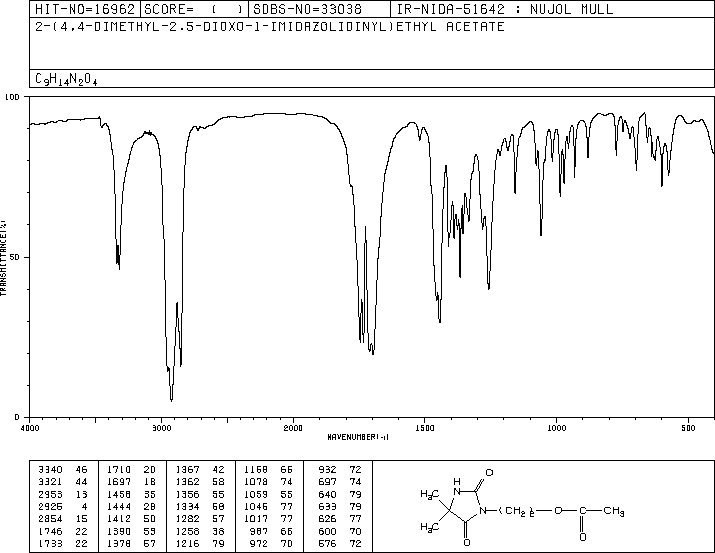 HIT-NO=16962 SCORE= ( ) SDBS-NO=33038 IR-NIDA-51642 : NUJOL MULL
2-(4,4-DIMETHYL-2,5-DIOXO-1-IMIDAZOLIDINYL)ETHYL ACETATE
C9H14N2O4
100
50
0
TRANSMITTANCE(%)
4000 3000 2000 1500 1000 500
WAVENUMBER(-1)
3340 46 1710 20 1367 42 1168 66 932 72
3321 44 1697 18 1362 58 1078 74 697 74
2953 13 1458 35 1356 55 1059 55 640 79
2925 4 1444 28 1334 60 1045 77 633 79
2854 15 1412 50 1282 57 1017 77 626 77
1746 22 1390 53 1258 38 987 66 600 70
1733 22 1378 57 1216 79 972 70 576 72
O
NH
H3C
H3C
N
(CH2)2
O
CH3
O
O